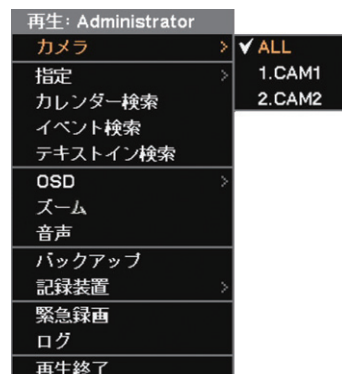 再生: Administrator
カメラ >
✓ ALL
1.CAM1
2.CAM2
指定 >
カレンダー検索
イベント検索
テキストイン検索
OSD >
ズーム
音声
バックアップ
記録装置 >
緊急録画
ログ
再生終了